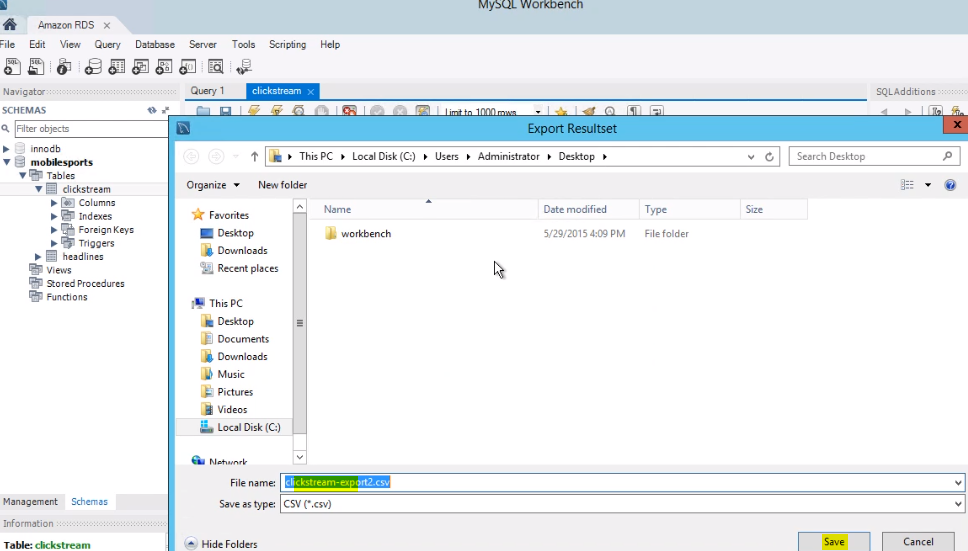 MySQL Workbench
Amazon RDS
File Edit View Query Database Server Tools Scripting Help
Navigator
Query 1 clickstream
SQLAdditions
SCHEMAS
Limit to 1000 rows
Filter objects
Export Resultset
innodb
mobilesports
Tables
clickstream
Columns
Indexes
Foreign Keys
Triggers
headlines
Views
Stored Procedures
Functions
This PC Local Disk (C:) Users Administrator Desktop
Search Desktop
Organize New folder
Favorites
Desktop
Downloads
Recent places
This PC
Desktop
Documents
Downloads
Music
Pictures
Videos
Local Disk (C:)
Network
Name Date modified Type Size
workbench 5/29/2015 4:09 PM File folder
File name: clickstream-export2.csv
Save as type: CSV (*.csv)
Hide Folders
Save Cancel
Management Schemas
Information
Table: clickstream